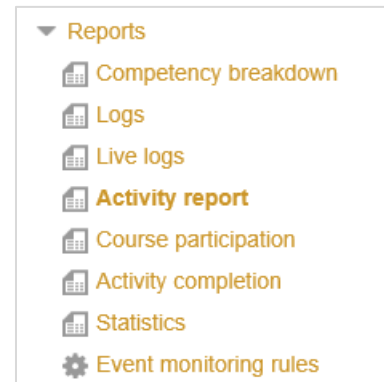 Reports
Competency breakdown
Logs
Live logs
Activity report
Course participation
Activity completion
Statistics
Event monitoring rules